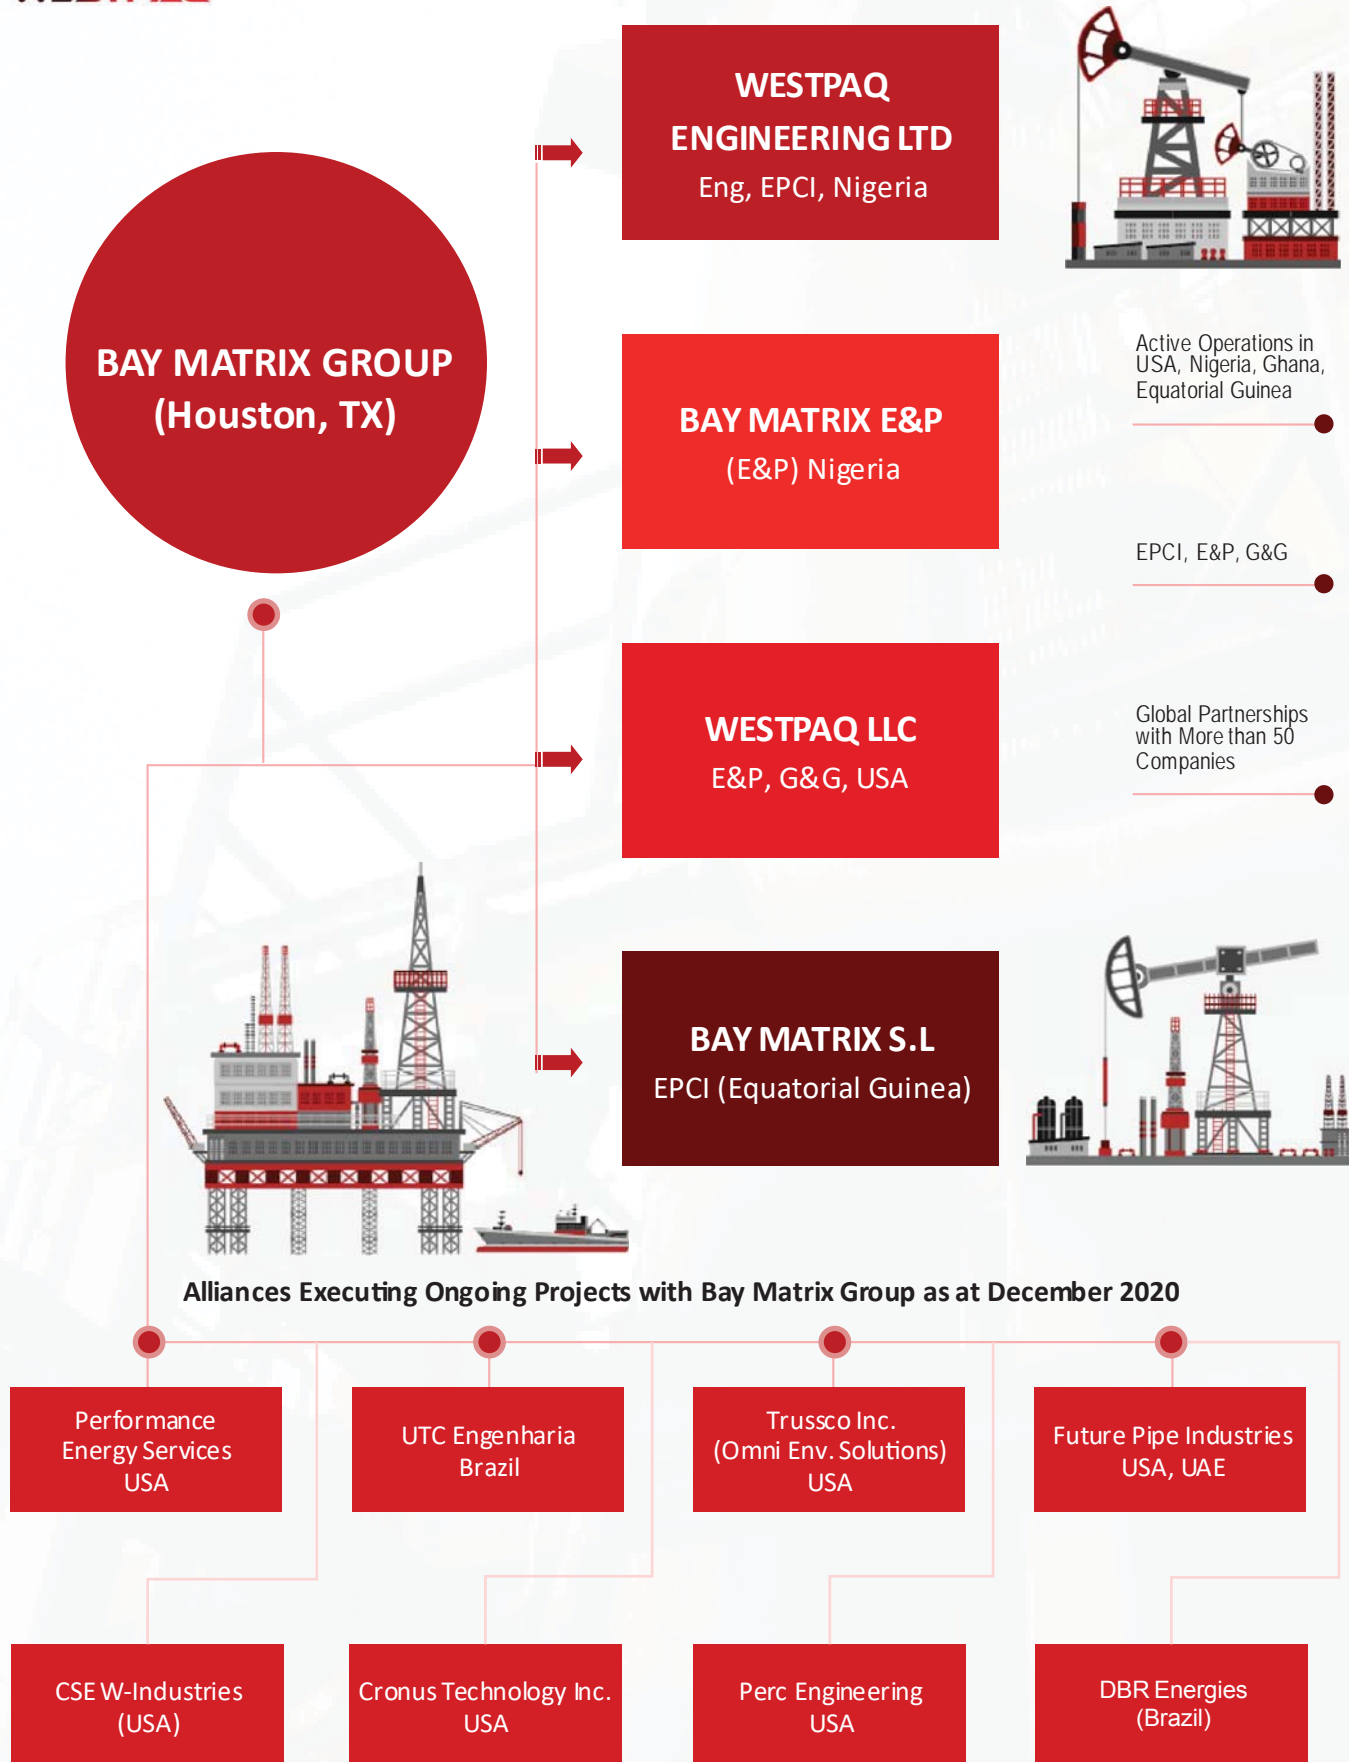 WESTPAQ
ENGINEERING LTD
Eng, EPCI, Nigeria
BAY MATRIX GROUP
(Houston, TX)
Active Operations in
USA, Nigeria, Ghana,
Equatorial Guinea
BAY MATRIX E&P
(E&P) Nigeria
EPCI, E&P, G&G
WESTPAQ LLC
E&P, G&G, USA
Global Partnerships
with More than 50
Companies
BAY MATRIX S.L
EPCI (Equatorial Guinea)
Alliances Executing Ongoing Projects with Bay Matrix Group as at December 2020
Performance
Energy Services
USA
UTC Engenharia
Brazil
Trussco Inc.
(Omni Env. Solutions)
USA
Future Pipe Industries
USA, UAE
CSE W-Industries
(USA)
Cronus Technology Inc.
USA
Perc Engineering
USA
DBR Energies
(Brazil)